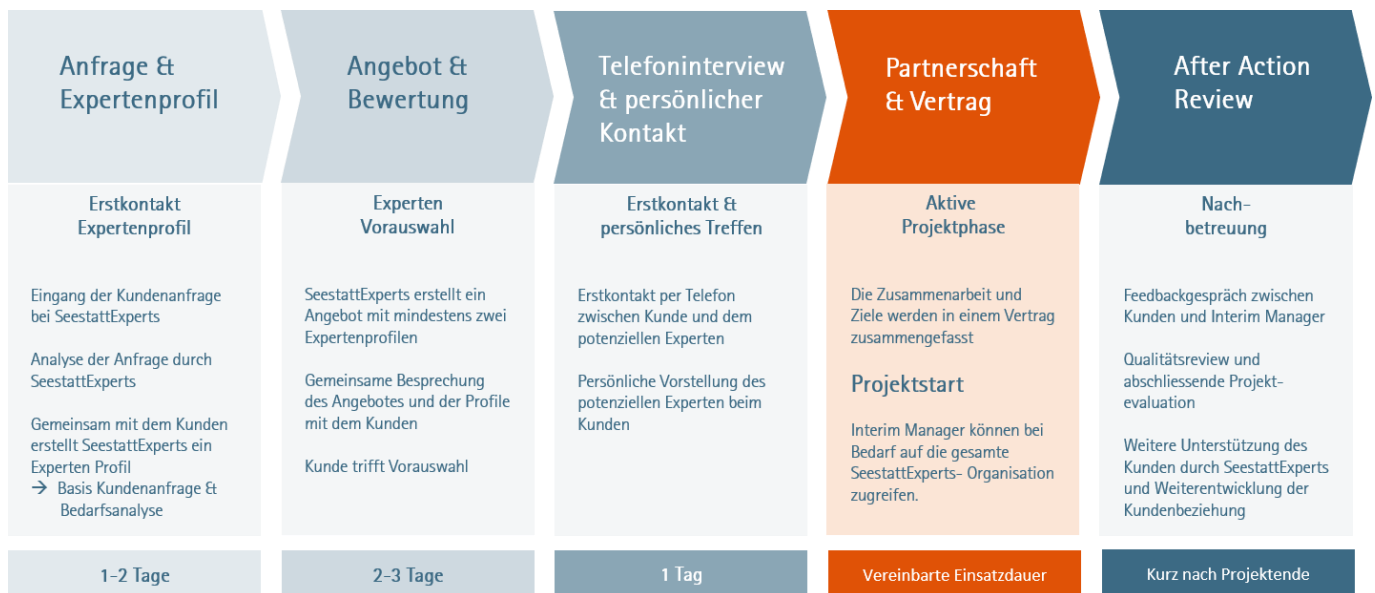 Anfrage &
Expertenprofil
Angebot &
Bewertung
Telefoninterview
& persönlicher
Kontakt
Partnerschaft
& Vertrag
After Action
Review
Erstkontakt
Expertenprofil
Eingang der Kundenanfrage
bei SeestattExperts
Analyse der Anfrage durch
SeestattExperts
Gemeinsam mit dem Kunden
erstellt SeestattExperts ein
Experten Profil
→ Basis Kundenanfrage &
Bedarfsanalyse
Experten
Vorauswahl
SeestattExperts erstellt ein
Angebot mit mindestens zwei
Expertenprofilen
Gemeinsame Besprechung
des Angebotes und der Profile
mit dem Kunden
Kunde trifft Vorauswahl
Erstkontakt &
persönliches Treffen
Erstkontakt per Telefon
zwischen Kunde und dem
potenziellen Experten
Persönliche Vorstellung des
potenziellen Experten beim
Kunden
Aktive
Projektphase
Die Zusammenarbeit und
Ziele werden in einem Vertrag
zusammengefasst
Projektstart
Interim Manager können bei
Bedarf auf die gesamte
SeestattExperts- Organisation
zugreifen.
Nach-
betreuung
Feedbackgespräch zwischen
Kunden und Interim Manager
Qualitätsreview und
abschliessende Projekt-
evaluation
Weitere Unterstützung des
Kunden durch SeestattExperts
und Weiterentwicklung der
Kundenbeziehung
1-2 Tage
2-3 Tage
1 Tag
Vereinbarte Einsatzdauer
Kurz nach Projektende